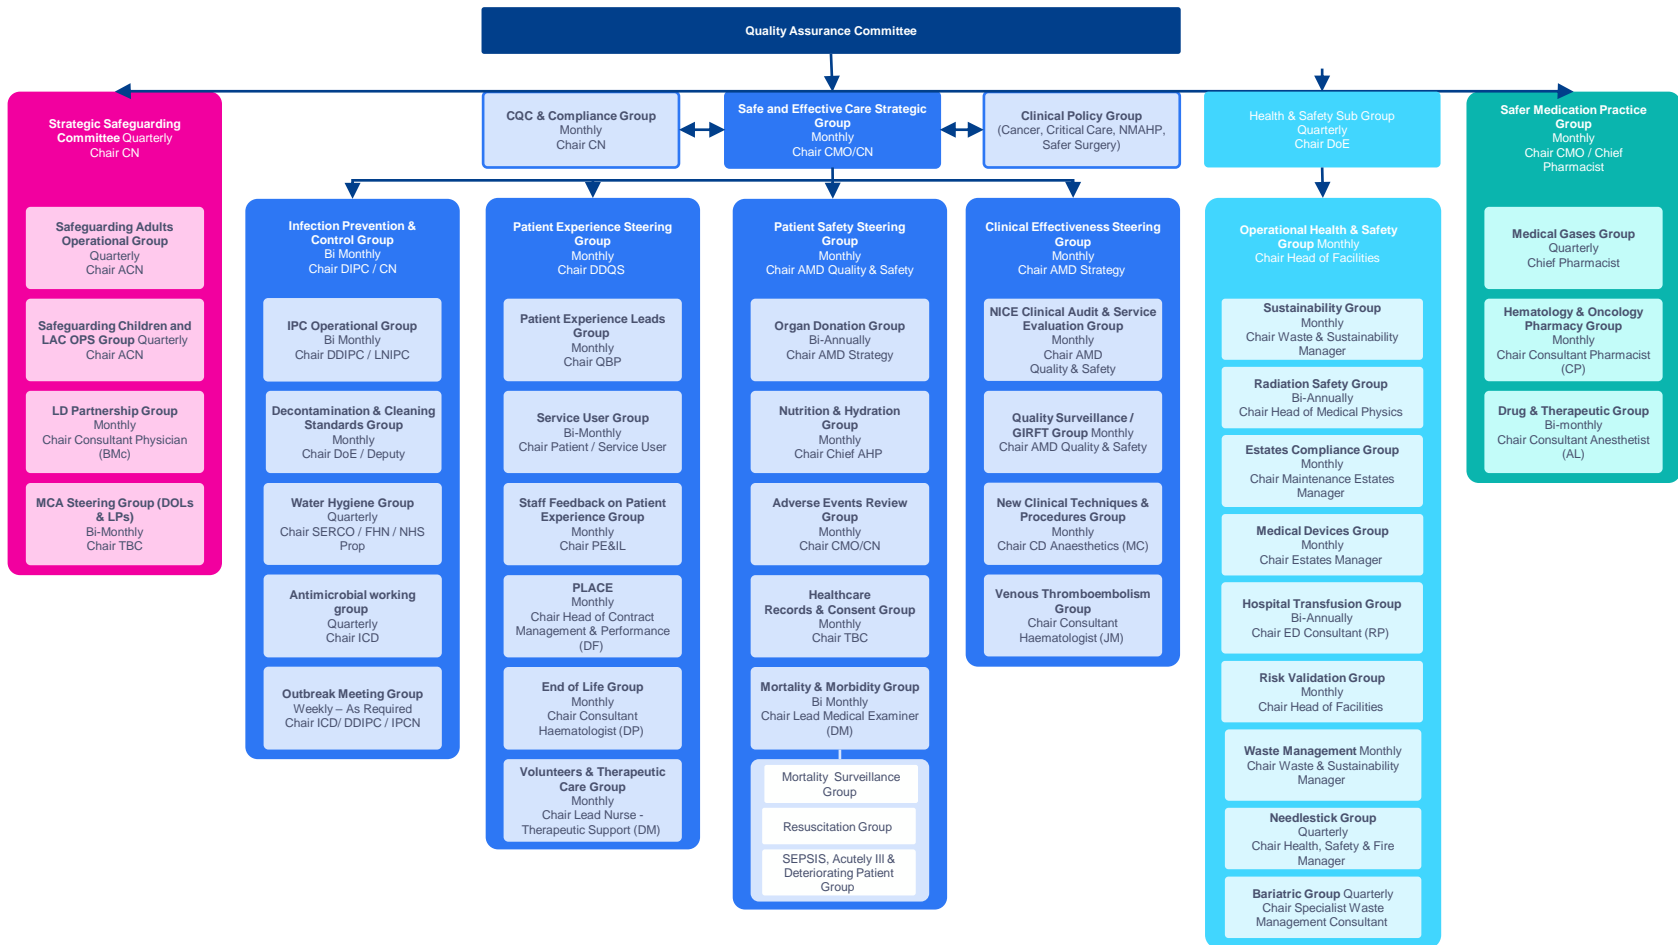 Quality Assurance Committee
Strategic Safeguarding
Committee Quarterly
Chair CN
CQC & Compliance Group
Monthly
Chair CN
Safe and Effective Care Strategic
Group
Monthly
Chair CMO/CN
Clinical Policy Group
(Cancer, Critical Care, NMAHP,
Safer Surgery)
Health & Safety Sub Group
Quarterly
Chair DoE
Safer Medication Practice
Group
Monthly
Chair CMO / Chief
Pharmacist
Safeguarding Adults
Operational Group
Quarterly
Chair ACN
Safeguarding Children and
LAC OPS Group Quarterly
Chair ACN
LD Partnership Group
Monthly
Chair Consultant Physician
(BMc)
MCA Steering Group (DOLs
& LPs)
Bi-Monthly
Chair TBC
Infection Prevention &
Control Group
Bi Monthly
Chair DIPC / CN
IPC Operational Group
Bi Monthly
Chair DDIPC / LNIPC
Decontamination & Cleaning
Standards Group
Monthly
Chair DoE / Deputy
Water Hygiene Group
Quarterly
Chair SERCO / FHN / NHS
Prop
Antimicrobial working
group
Quarterly
Chair ICD
Outbreak Meeting Group
Weekly – As Required
Chair ICD/ DDIPC / IPCN
Patient Experience Steering
Group
Monthly
Chair DDQS
Patient Experience Leads
Group
Monthly
Chair QBP
Service User Group
Bi-Monthly
Chair Patient / Service User
Staff Feedback on Patient
Experience Group
Monthly
Chair PE&IL
PLACE
Monthly
Chair Head of Contract
Management & Performance
(DF)
End of Life Group
Monthly
Chair Consultant
Haematologist (DP)
Volunteers & Therapeutic
Care Group
Monthly
Chair Lead Nurse -
Therapeutic Support (DM)
Patient Safety Steering
Group
Monthly
Chair AMD Quality & Safety
Organ Donation Group
Bi-Annually
Chair AMD Strategy
Nutrition & Hydration
Group
Monthly
Chair Chief AHP
Adverse Events Review
Group
Monthly
Chair CMO/CN
Healthcare
Records & Consent Group
Monthly
Chair TBC
Mortality & Morbidity Group
Bi Monthly
Chair Lead Medical Examiner
(DM)
Mortality Surveillance
Group
Resuscitation Group
SEPSIS, Acutely III &
Deteriorating Patient
Group
Clinical Effectiveness Steering
Group
Monthly
Chair AMD Strategy
NICE Clinical Audit & Service
Evaluation Group
Monthly
Chair AMD
Quality & Safety
Quality Surveillance /
GIRFT Group Monthly
Chair AMD Quality & Safety
New Clinical Techniques &
Procedures Group
Monthly
Chair CD Anaesthetics (MC)
Venous Thromboembolism
Group
Chair Consultant
Haematologist (JM)
Operational Health & Safety
Group Monthly
Chair Head of Facilities
Sustainability Group
Monthly
Chair Waste & Sustainability
Manager
Radiation Safety Group
Bi-Annually
Chair Head of Medical Physics
Estates Compliance Group
Monthly
Chair Maintenance Estates
Manager
Medical Devices Group
Monthly
Chair Estates Manager
Hospital Transfusion Group
Bi-Annually
Chair ED Consultant (RP)
Risk Validation Group
Monthly
Chair Head of Facilities
Waste Management Monthly
Chair Waste & Sustainability
Manager
Needlestick Group
Quarterly
Chair Health, Safety & Fire
Manager
Bariatric Group Quarterly
Chair Specialist Waste
Management Consultant
Medical Gases Group
Quarterly
Chief Pharmacist
Hematology & Oncology
Pharmacy Group
Monthly
Chair Consultant Pharmacist
(CP)
Drug & Therapeutic Group
Bi-monthly
Chair Consultant Anesthetist
(AL)